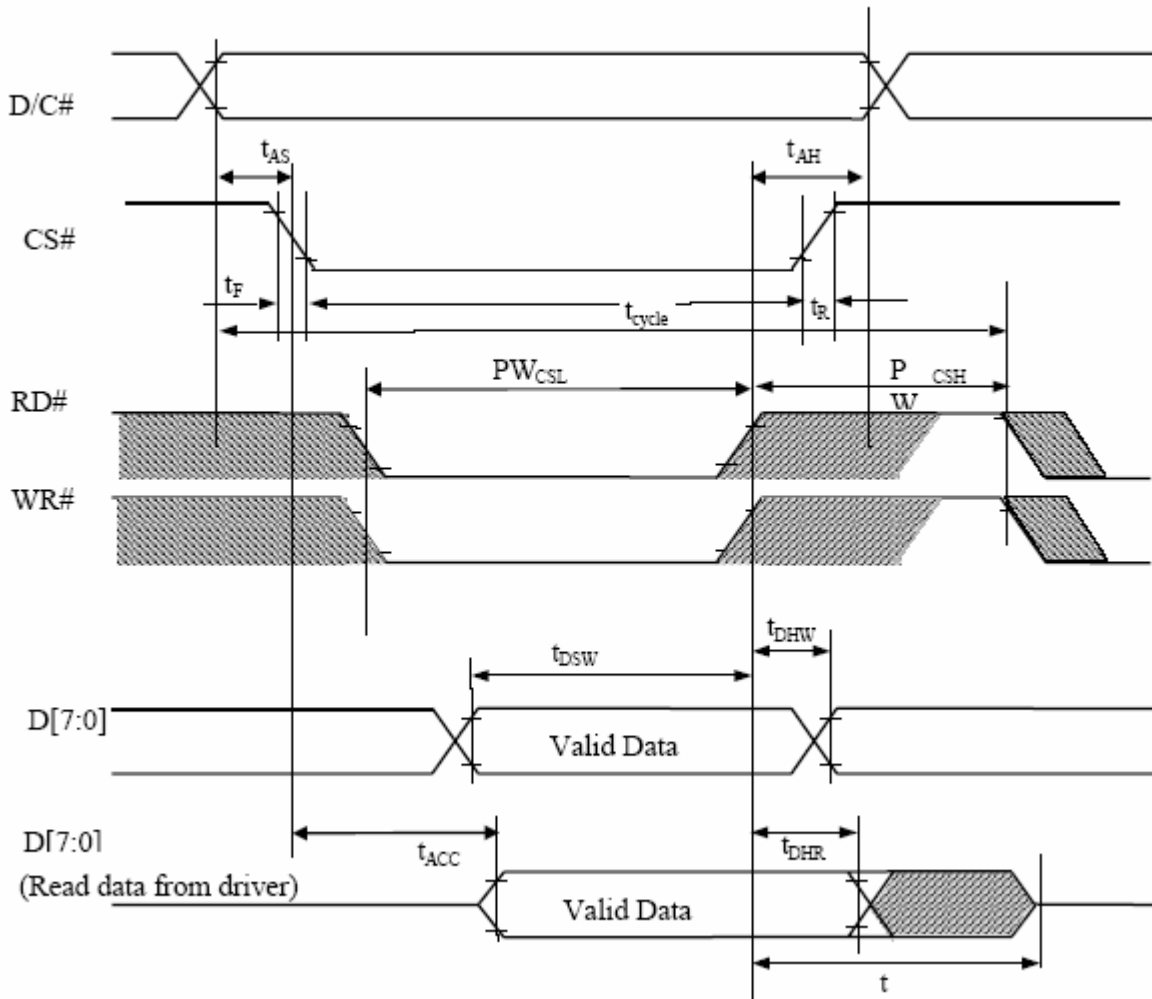 D/C#
tAS
tAH
CS#
tF
tR
tcycle
PWCSL
P CSH
W
RD#
WR#
tDHW
tDSW
D[7:0]
Valid Data
D[7:0]
tACC
tDHR
(Read data from driver)
Valid Data
t